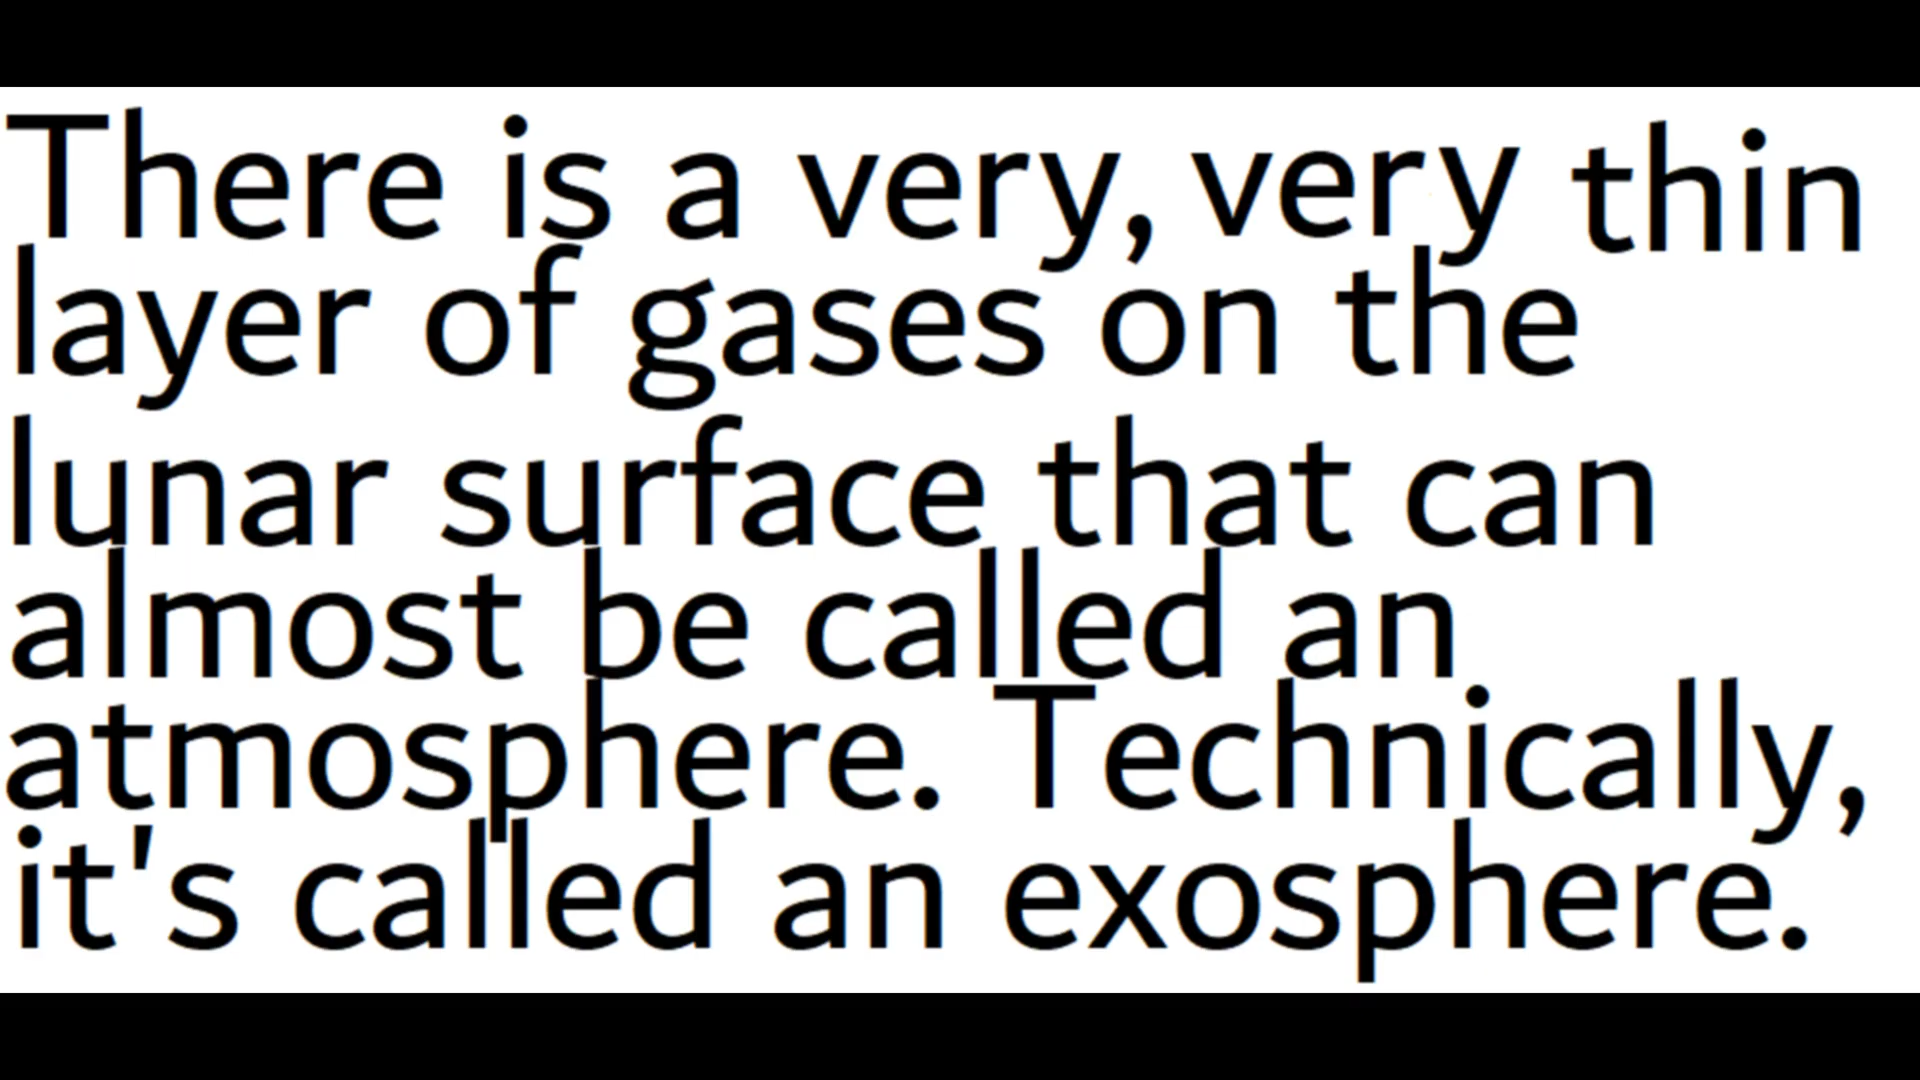 There is a very, very thin
layer of gases on the
lunar surface that can
almost be called an
atmosphere. Technically,
it's called an exosphere.